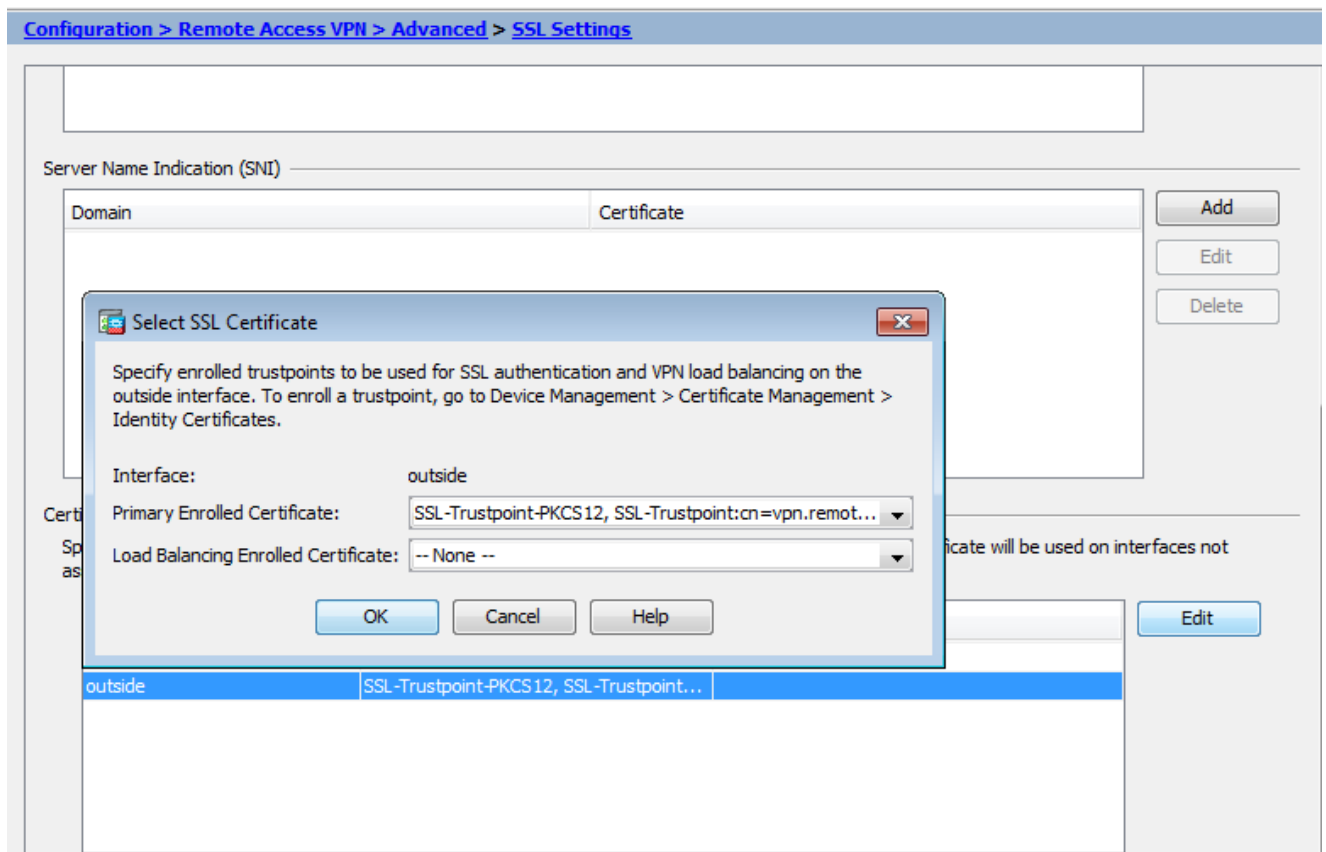 Configuration > Remote Access VPN > Advanced > SSL Settings
Server Name Indication (SNI)
Domain Certificate
Add
Edit
Delete
Select SSL Certificate
Specify enrolled trustpoints to be used for SSL authentication and VPN load balancing on the
outside interface. To enroll a trustpoint, go to Device Management > Certificate Management >
Identity Certificates.
Interface: outside
Primary Enrolled Certificate: SSL-Trustpoint-PKCS12, SSL-Trustpoint:cn=vpn.remot...
Load Balancing Enrolled Certificate: -- None --
OK Cancel Help
Certi
Sp
as
ficate will be used on interfaces not
Edit
outside SSL-Trustpoint-PKCS12, SSL-Trustpoint...